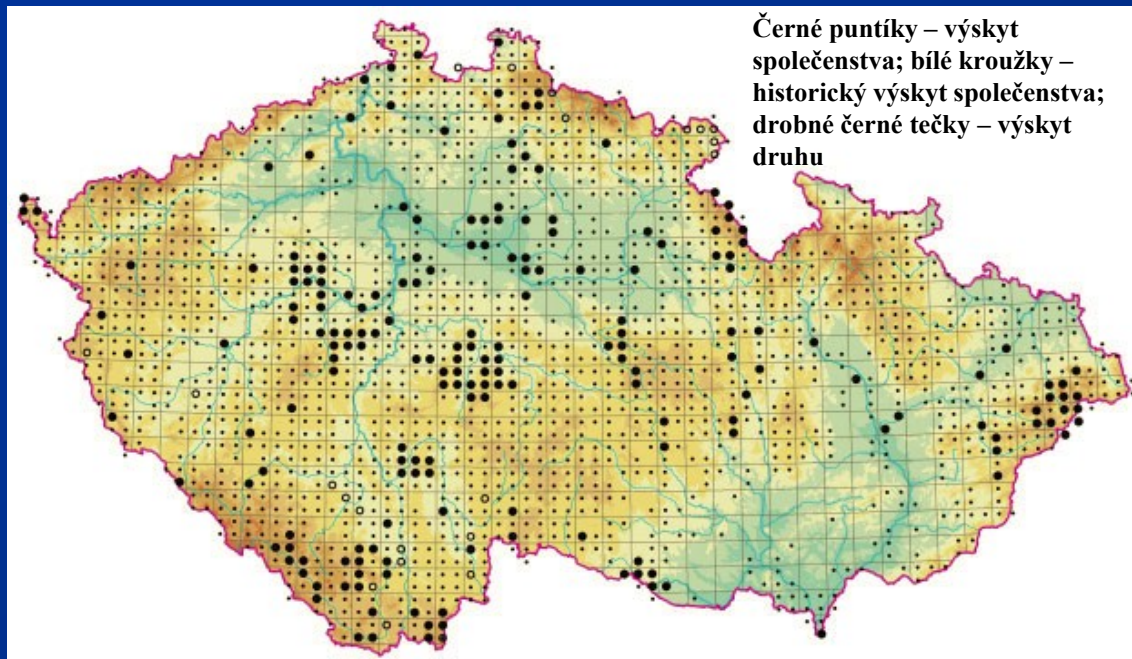 Černé puntíky – výskyt
společenstva; bílé kroužky –
historický výskyt společenstva;
drobné černé tečky – výskyt
druhu